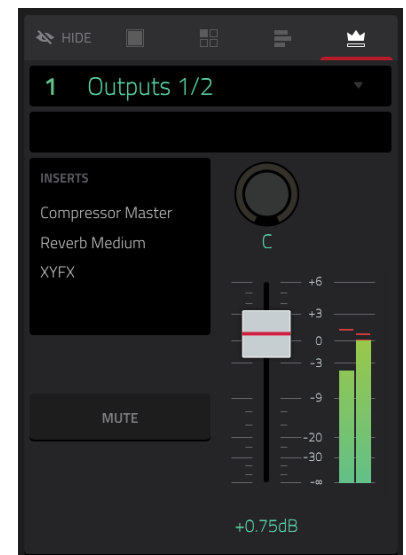 HIDE
1 Outputs 1/2
INSERTS
Compressor Master
Reverb Medium
XYFX
C
+6
+3
0
-3
-9
-20
-30
-∞
MUTE
+0.75dB